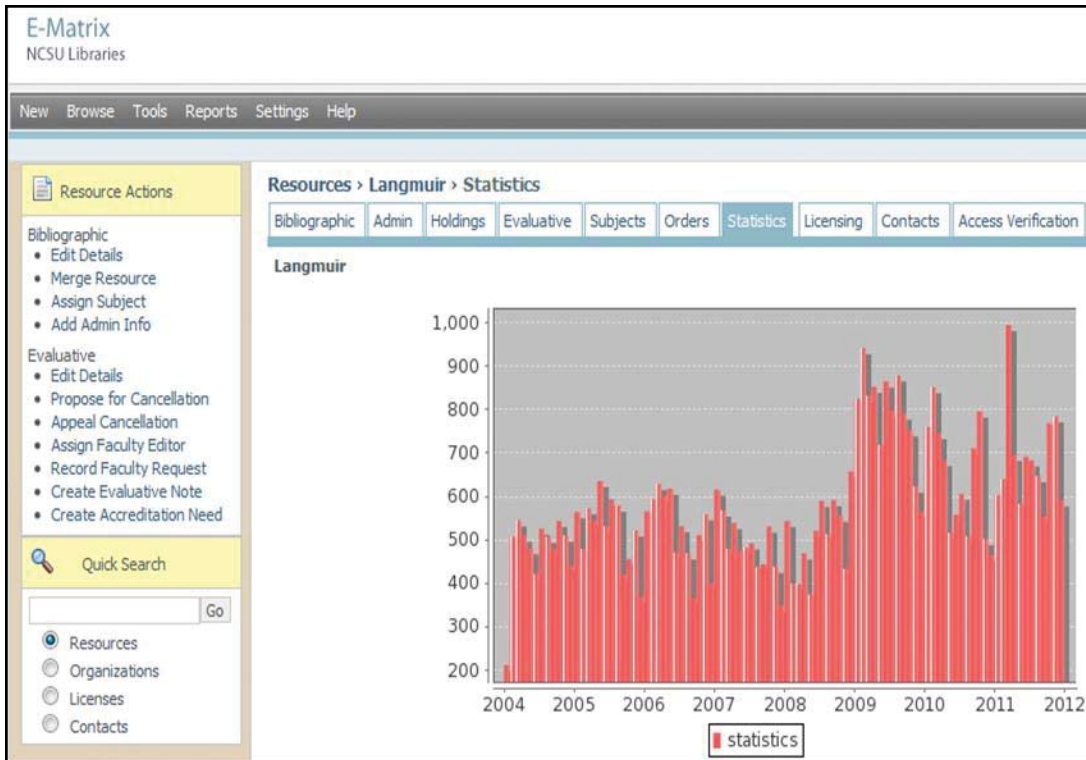 E-Matrix
NCSU Libraries
New Browse Tools Reports Settings Help
Resource Actions
Bibliographic
• Edit Details
• Merge Resource
• Assign Subject
• Add Admin Info
Evaluative
• Edit Details
• Propose for Cancellation
• Appeal Cancellation
• Assign Faculty Editor
• Record Faculty Request
• Create Evaluative Note
• Create Accreditation Need
Quick Search
Go
Resources
Organizations
Licenses
Contacts
Resources › Langmuir › Statistics
Bibliographic Admin Holdings Evaluative Subjects Orders Statistics Licensing Contacts Access Verification
Langmuir
1,000
900
800
700
600
500
400
300
200
2004 2005 2006 2007 2008 2009 2010 2011 2012
statistics